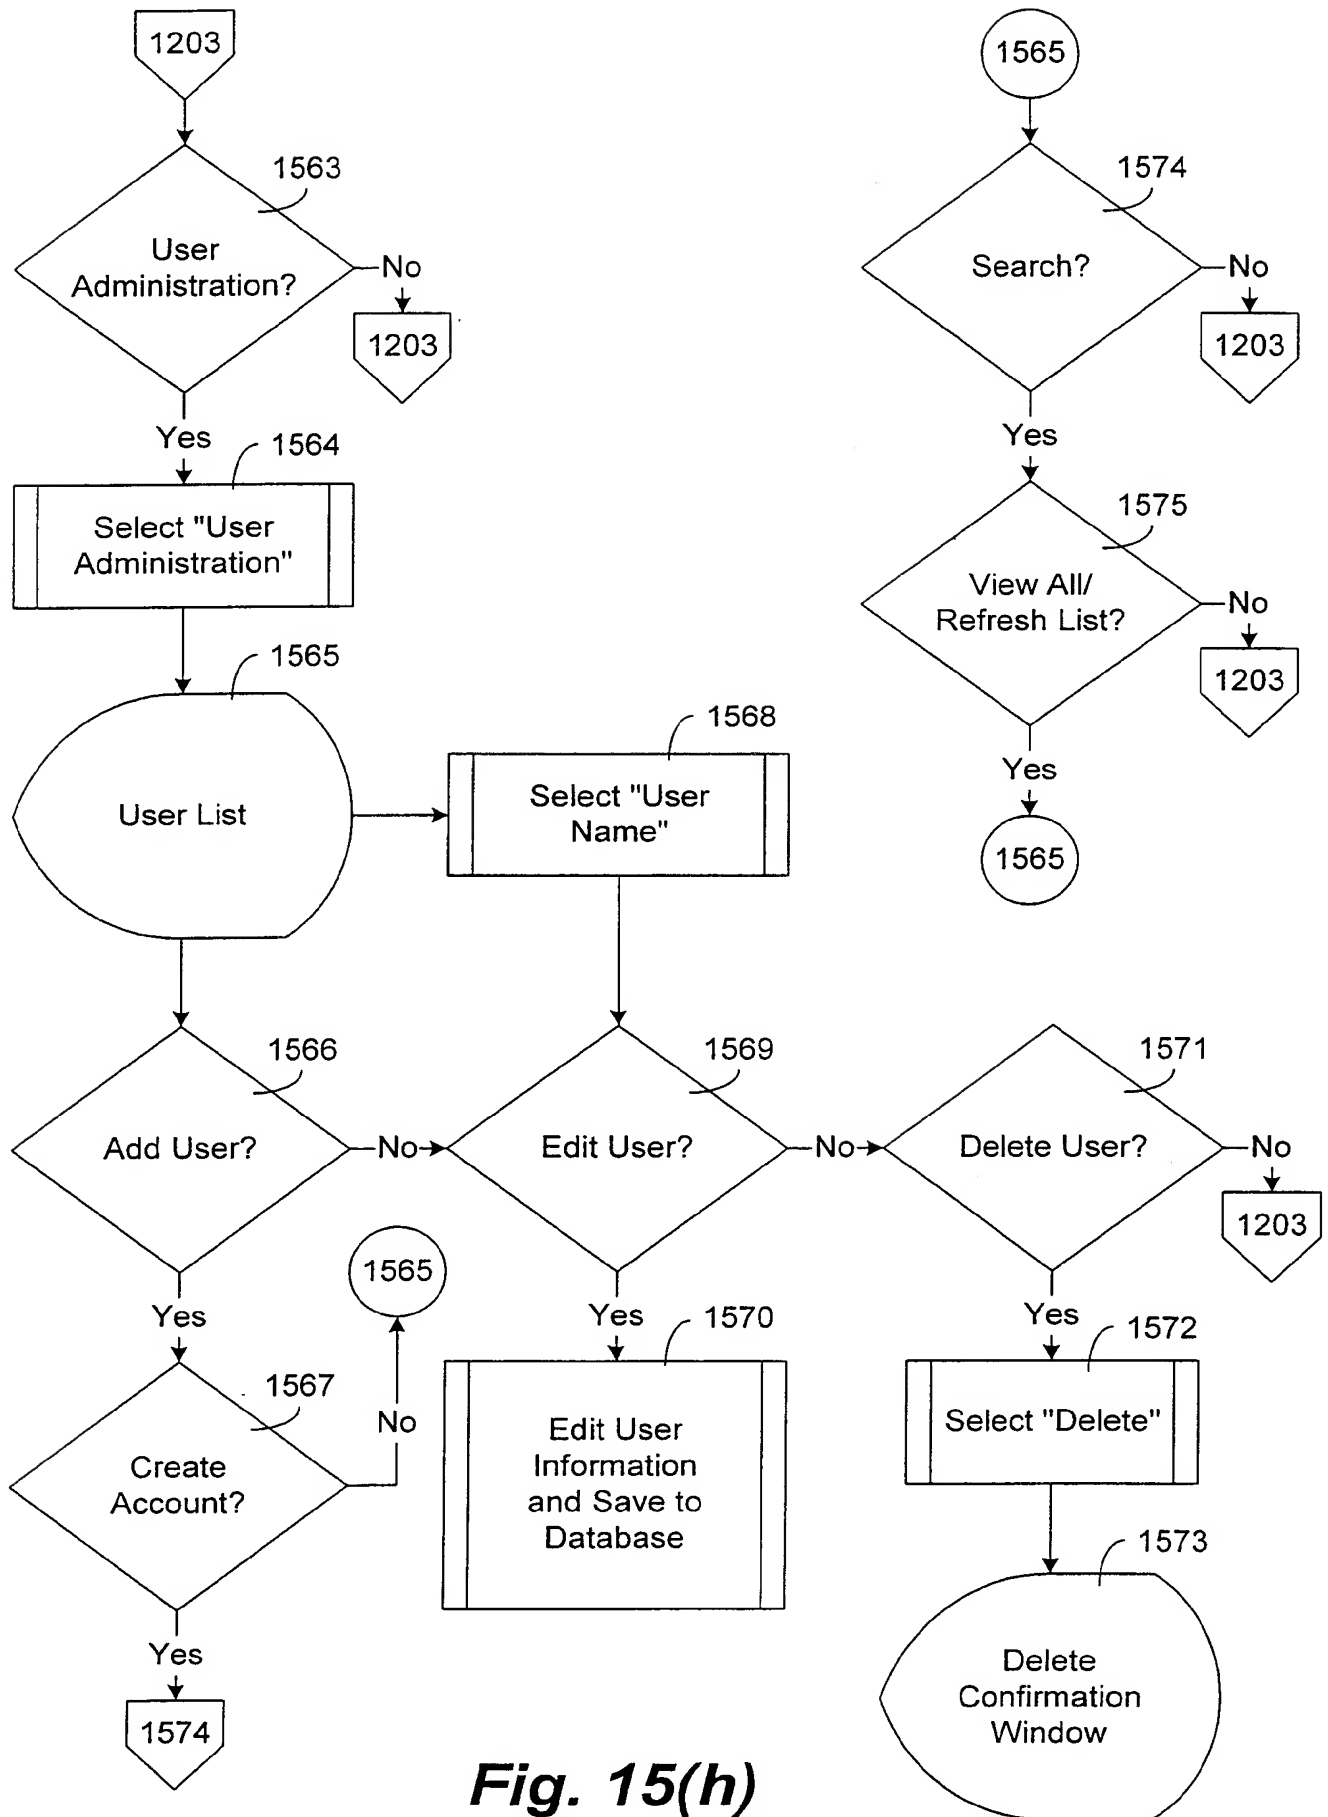 1203
1563
User
Administration?
No
1203
Yes
1564
Select "User
Administration"
1565
User List
1568
Select "User
Name"
1566
Add User?
No
1569
Edit User?
No
1571
Delete User?
No
1203
Yes
1565
1567
Create
Account?
No
Yes
1574
Yes
1570
Edit User
Information
and Save to
Database
Yes
1572
Select "Delete"
1573
Delete
Confirmation
Window
1565
1574
Search?
No
1203
Yes
1575
View All/
Refresh List?
No
1203
Yes
1565
Fig. 15(h)